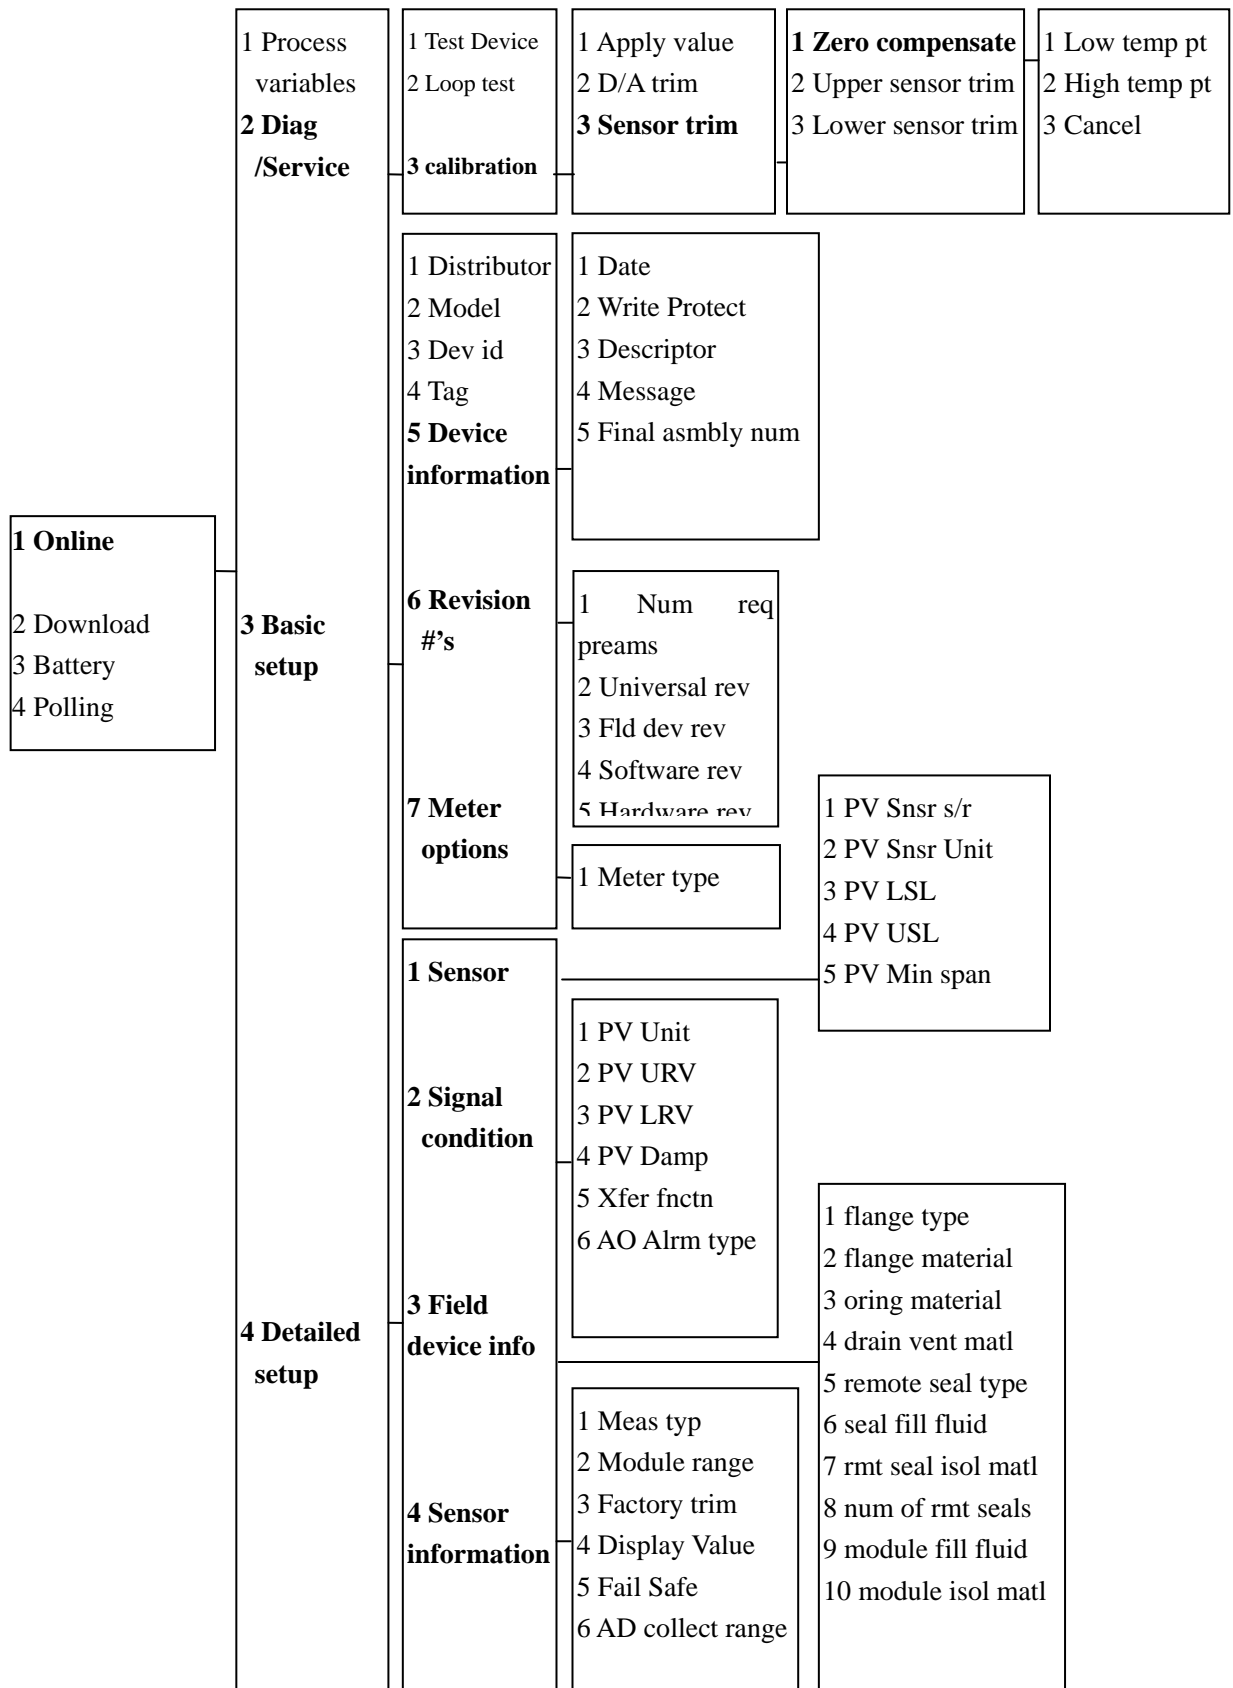 1 Online
2 Download
3 Battery
4 Polling
1 Process
variables
2 Diag
/Service
3 Basic
setup
4 Detailed
setup
1 Test Device
2 Loop test
3 calibration
1 Apply value
2 D/A trim
3 Sensor trim
1 Zero compensate
2 Upper sensor trim
3 Lower sensor trim
1 Low temp pt
2 High temp pt
3 Cancel
1 Distributor
2 Model
3 Dev id
4 Tag
5 Device
information
6 Revision
#’s
7 Meter
options
1 Date
2 Write Protect
3 Descriptor
4 Message
5 Final asmbly num
1 Num req
preams
2 Universal rev
3 Fld dev rev
4 Software rev
5 Hardware rev
1 Meter type
1 Sensor
2 Signal
condition
3 Field
device info
4 Sensor
information
1 PV Snsr s/r
2 PV Snsr Unit
3 PV LSL
4 PV USL
5 PV Min span
1 PV Unit
2 PV URV
3 PV LRV
4 PV Damp
5 Xfer fnctn
6 AO Alrm type
1 flange type
2 flange material
3 oring material
4 drain vent matl
5 remote seal type
6 seal fill fluid
7 rmt seal isol matl
8 num of rmt seals
9 module fill fluid
10 module isol matl
1 Meas typ
2 Module range
3 Factory trim
4 Display Value
5 Fail Safe
6 AD collect range